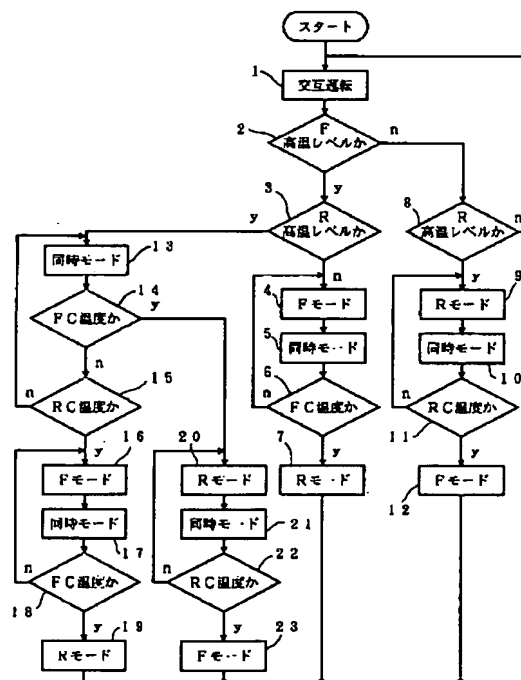 スタート
1
交互運転
2
F
高温レベルか
n
y
3
R
高温レベルか
y
n
8
R
高温レベルか
n
y
13
同時モード
14
FC温度か
y
n
15
RC温度か
n
y
4
Fモード
5
同時モード
6
FC温度か
n
y
7
Rモード
9
Rモード
同時モード
10
RC温度か
n
11
y
Fモード
12
16
Fモード
同時モード
17
FC温度か
n
18
y
19
Rモード
20
Rモード
同時モード
21
22
RC温度か
n
y
23
Fモード